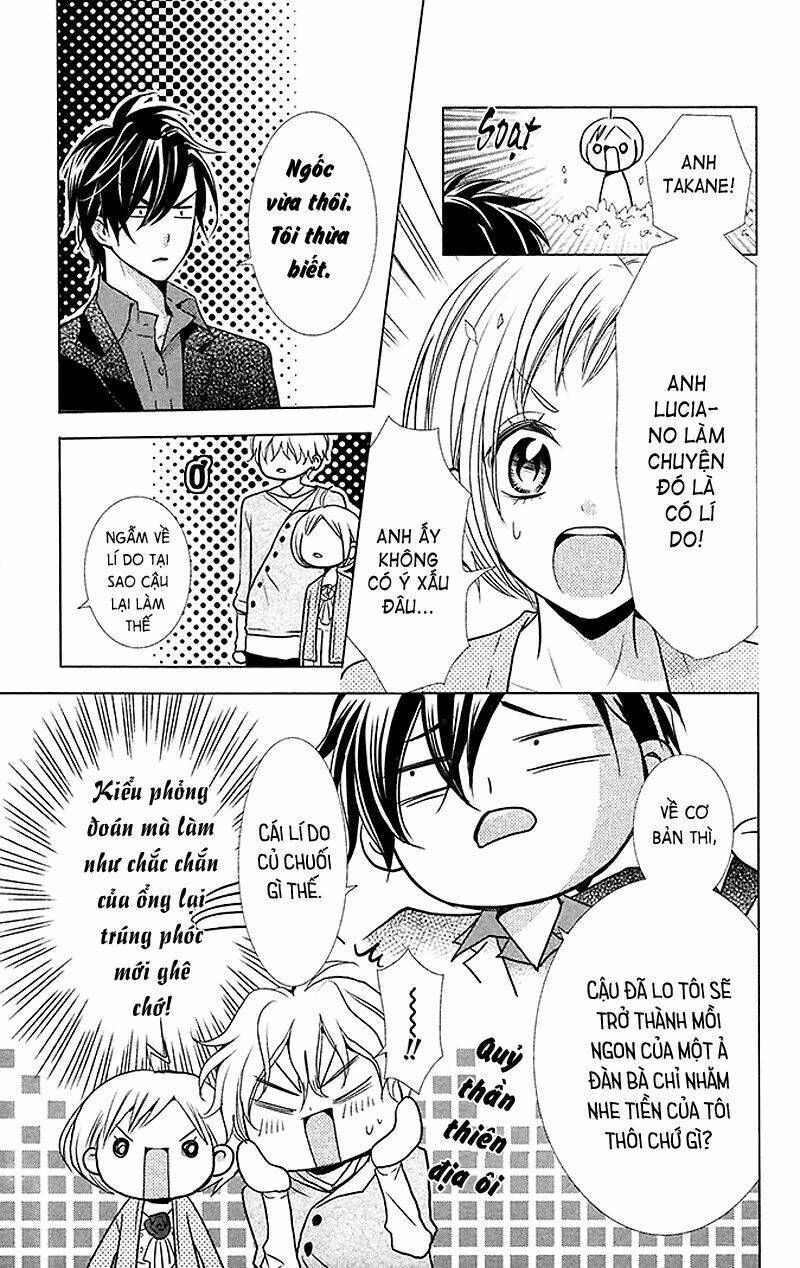 Soạt
ANH
TAKANE!
ANH
LUCIA-
NO LÀM
CHUYỆN
ĐÓ LÀ
CÓ LÍ
DO!
ANH ẤY
KHÔNG
CÓ Ý XẤU
ĐÂU...
Ngốc
vừa thôi.
Tôi thừa
biết.
Ơ
NGẪM VỀ
LÍ DO TẠI
SAO CẬU
LẠI LÀM
THẾ
VỀ CƠ
BẢN THÌ,
CẬU ĐÃ LO TÔI SẼ
TRỞ THÀNH MỒI
NGON CỦA MỘT Ả
ĐÀN BÀ CHỈ NHĂM
NHE TIỀN CỦA TÔI
THÔI CHỨ GÌ?
CÁI LÍ DO
CỦ CHUỐI
GÌ THẾ.
!!
Quỷ
thần
thiên
địa ôi
Kiểu phỏng
đoán mà làm
như chắc chắn
của ổng lại
trúng phóc
mới ghê
chớ!